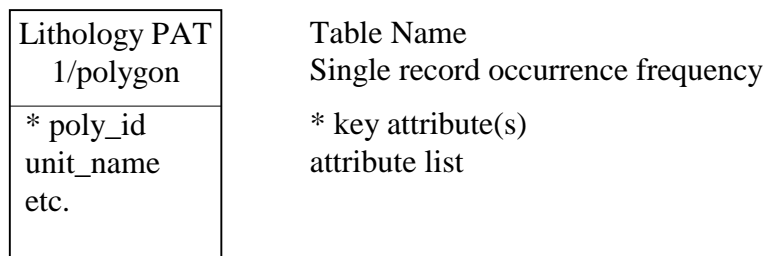 Lithology PAT
1/polygon
* poly_id
unit_name
etc.
Table Name
Single record occurrence frequency
* key attribute(s)
attribute list